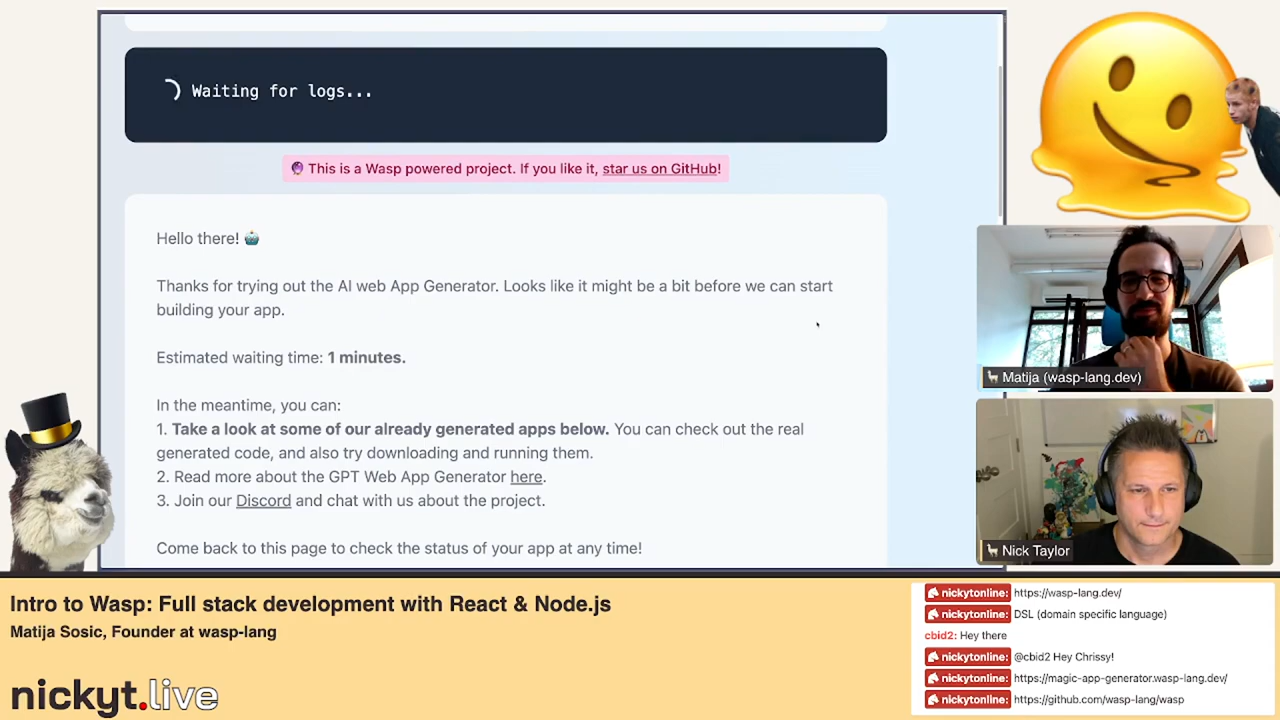 Waiting for logs...
🔮 This is a Wasp powered project. If you like it, star us on GitHub!
Hello there! 🤖
Thanks for trying out the AI web App Generator. Looks like it might be a bit before we can start
building your app.
Estimated waiting time: 1 minutes.
In the meantime, you can:
1. Take a look at some of our already generated apps below. You can check out the real
generated code, and also try downloading and running them.
2. Read more about the GPT Web App Generator here.
3. Join our Discord and chat with us about the project.
Come back to this page to check the status of your app at any time!
Matija (wasp-lang.dev)
Nick Taylor
Intro to Wasp: Full stack development with React & Node.js
Matija Sosic, Founder at wasp-lang
nickyt.live
nickytonline: https://wasp-lang.dev/
nickytonline: DSL (domain specific language)
cbid2: Hey there
nickytonline: @cbid2 Hey Chrissy!
nickytonline: https://magic-app-generator.wasp-lang.dev/
nickytonline: https://github.com/wasp-lang/wasp